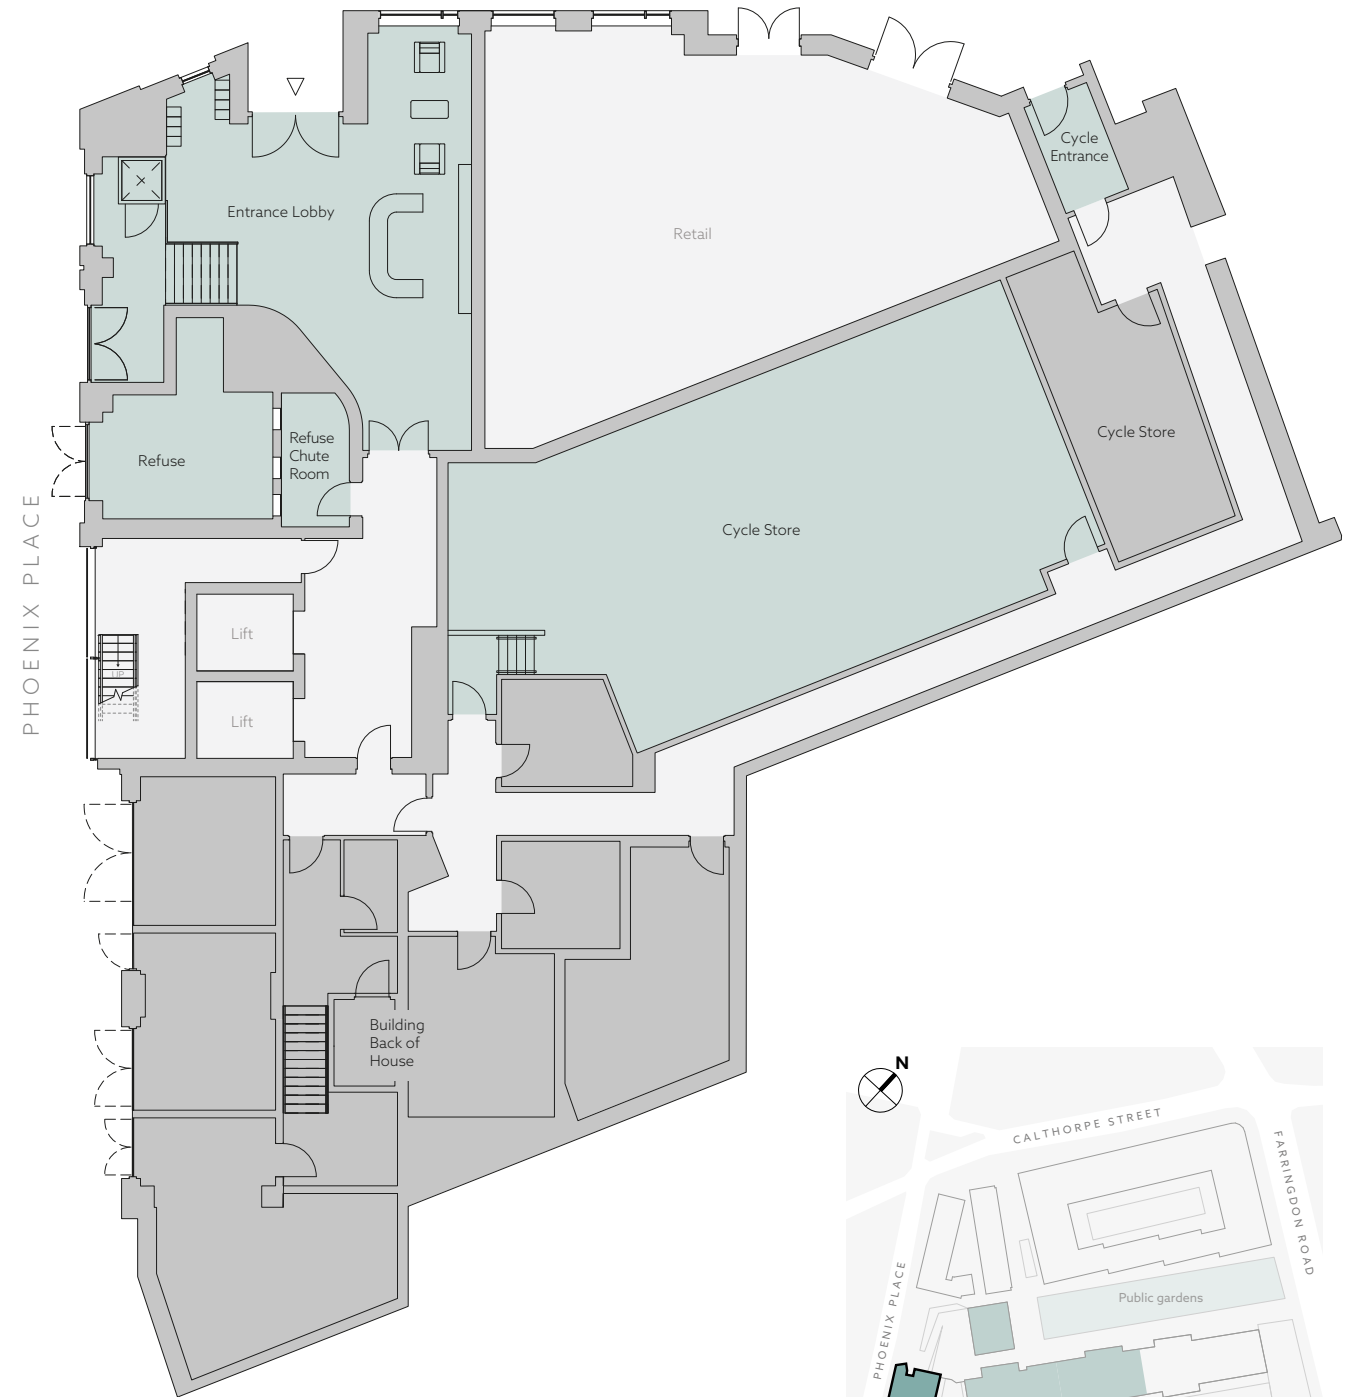 Cycle
Entrance
Entrance Lobby
Retail
Cycle Store
Refuse
Chute
Room
Refuse
Cycle Store
PHOENIX PLACE
Lift
UP
Lift
Building
Back of
House
N
CALTHORPE STREET
FARRINGDON ROAD
PHOENIX PLACE
Public gardens